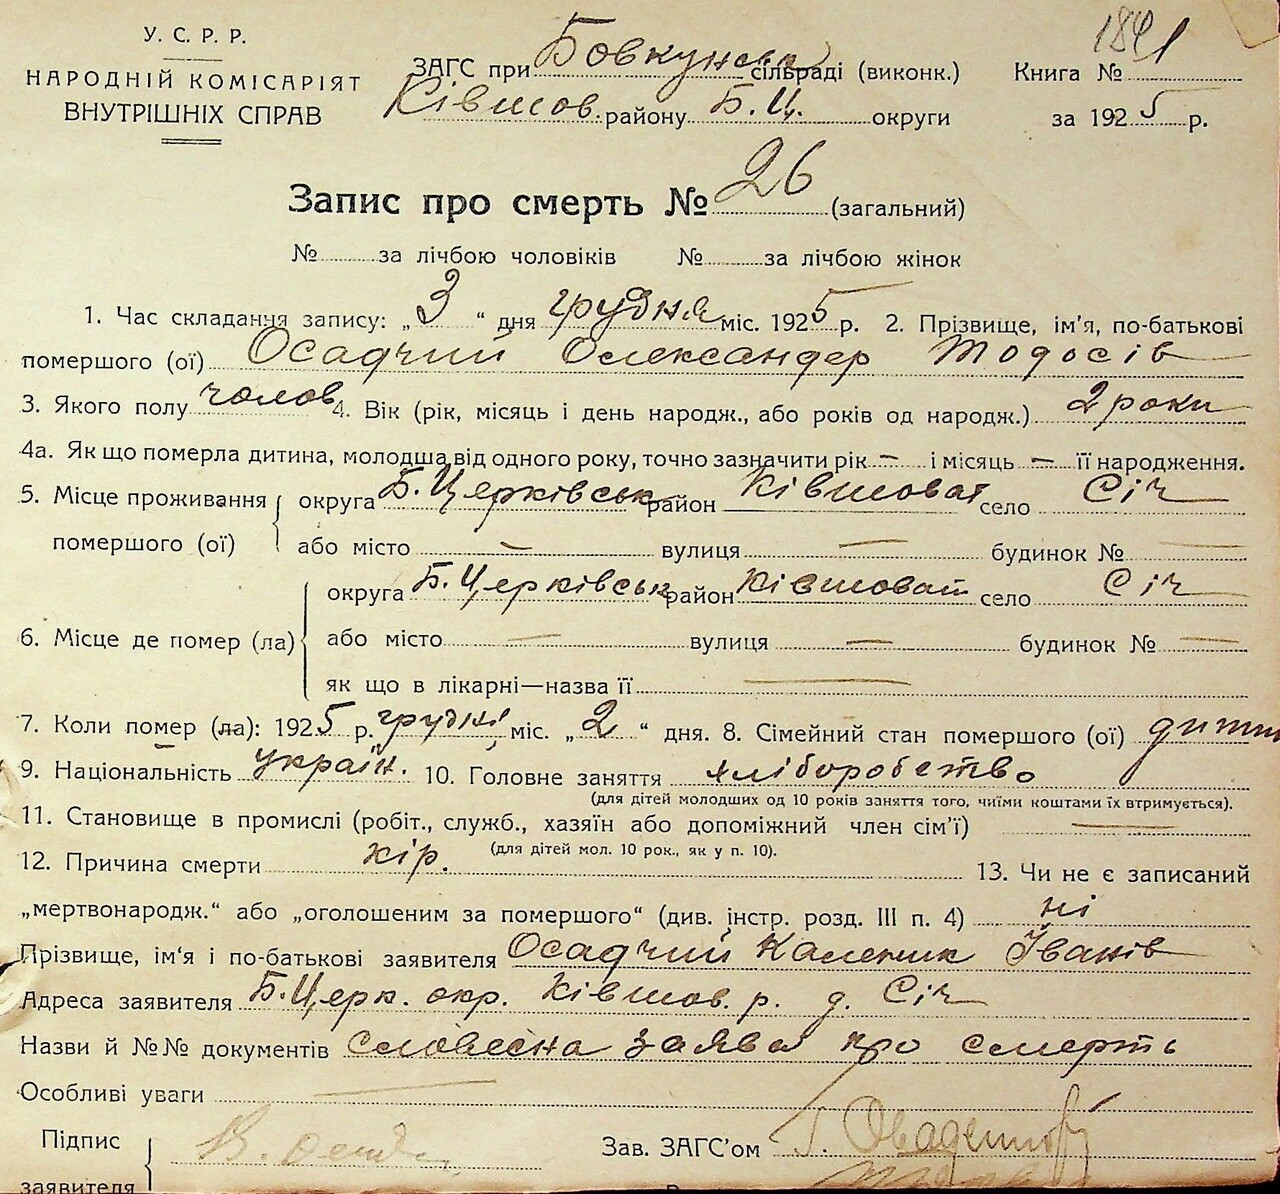 У. С. Р. Р.
НАРОДНІЙ КОМІСАРІЯТ
ВНУТРІШНІХ СПРАВ
ЗАГС при Бовкунськ сільраді (виконк.)
Ківшов. району Б.Ц. округи
Книга № 1841
за 1925 р.
Запис про смерть № 26 (загальний)
№ за лічбою чоловіків № за лічбою жінок
1. Час складання запису: „3“ дня грудня міс. 1925 р. 2. Прізвище, ім'я, по-батькові
помершого (ої) Осадчий Олександер Тодосів
3. Якого полу чолов 4. Вік (рік, місяць і день народж., або років од народж.) 2 роки
4а. Як що померла дитина, молодша від одного року, точно зазначити рік – і місяць – її народження.
5. Місце проживання помершого (ої) округа Б.Церківськ район Ківшоват село Січ
або місто — вулиця — будинок № —
6. Місце де помер (ла) округа Б.Церківськ район Ківшоват село Січ
або місто — вулиця — будинок № —
як що в лікарні—назва її —
7. Коли помер (ла): 1925 р. грудні міс. „2“ дня. 8. Сімейний стан помершого (ої) дитин
9. Національність україн. 10. Головне заняття хліборобство
(для дітей молодших од 10 років заняття того, чиїми коштами їх втримується).
11. Становище в промислі (робіт., служб., хазяїн або допоміжний член сім'ї) —
(для дітей мол. 10 рок., як у п. 10).
12. Причина смерти кір. 13. Чи не є записаний
„мертвонародж.“ або „оголошеним за помершого“ (див. інстр. розд. III п. 4) ні
Прізвище, ім'я і по-батькові заявителя Осадчий Каленик Іванів
Адреса заявителя Б.Церк. окр. Ківшов. р. д. Січ
Назви й №№ документів словесна заява про смерть
Особливі уваги —
Підпис
заявителя
Зав. ЗАГС'ом